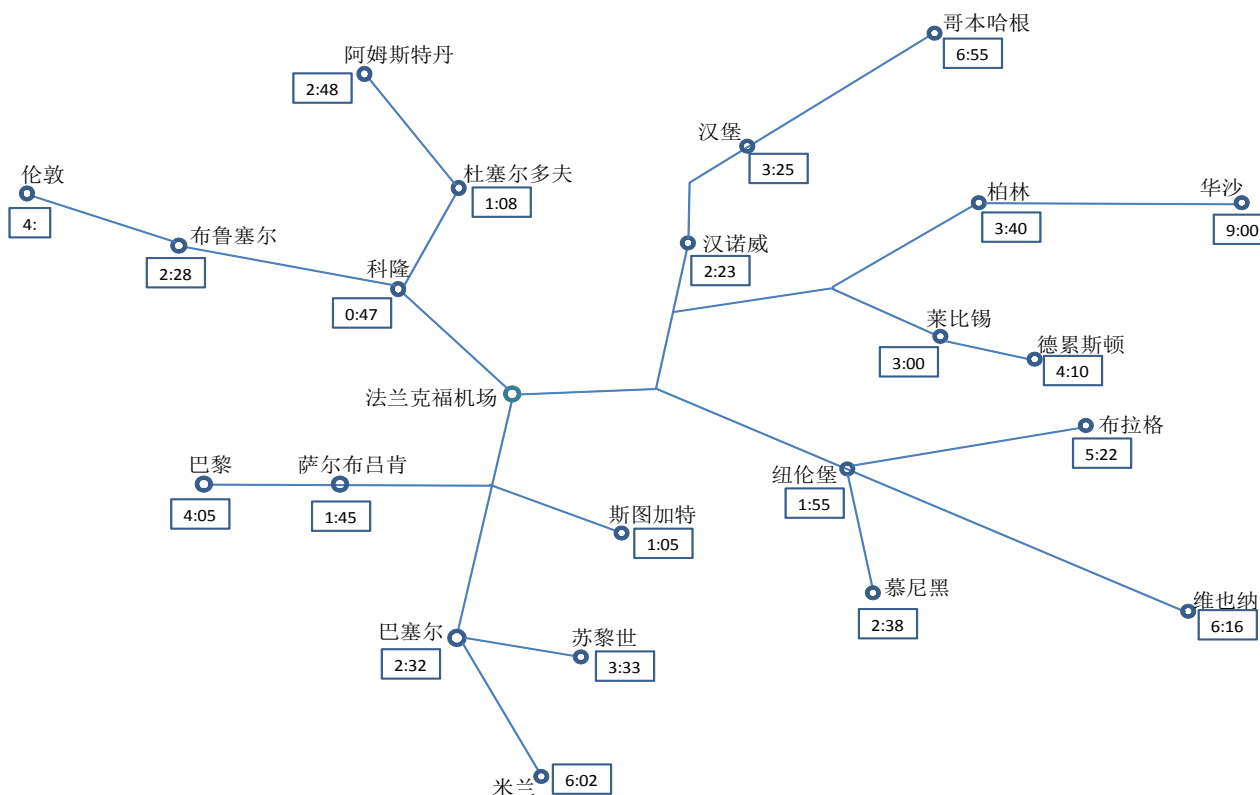 哥本哈根
6:55
阿姆斯特丹
2:48
汉堡
3:25
伦敦
4:
杜塞尔多夫
1:08
柏林
3:40
华沙
9:00
布鲁塞尔
2:28
汉诺威
2:23
科隆
0:47
莱比锡
3:00
德累斯顿
4:10
法兰克福机场
布拉格
5:22
巴黎
4:05
萨尔布吕肯
1:45
纽伦堡
1:55
斯图加特
1:05
慕尼黑
2:38
维也纳
6:16
巴塞尔
2:32
苏黎世
3:33
米兰
6:02